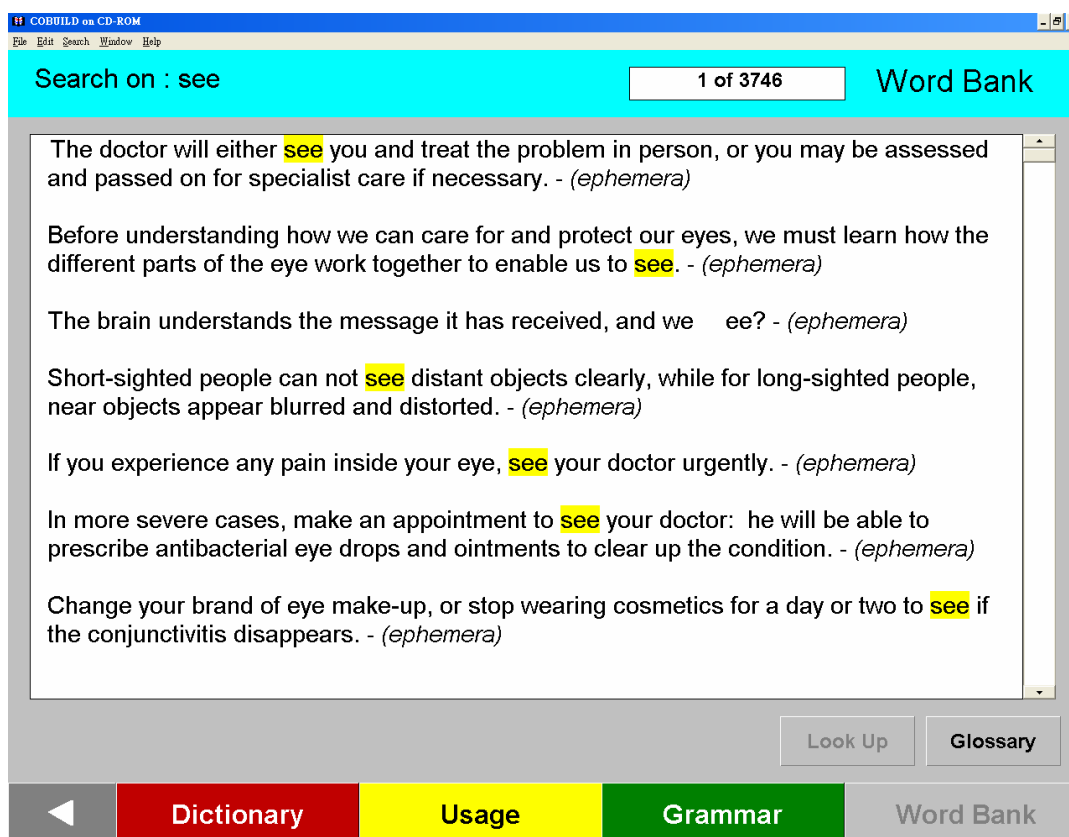 COBUILD on CD-ROM
File Edit Search Window Help
Search on : see
1 of 3746
Word Bank
The doctor will either see you and treat the problem in person, or you may be assessed
and passed on for specialist care if necessary. - (ephemera)
Before understanding how we can care for and protect our eyes, we must learn how the
different parts of the eye work together to enable us to see. - (ephemera)
The brain understands the message it has received, and we ee? - (ephemera)
Short-sighted people can not see distant objects clearly, while for long-sighted people,
near objects appear blurred and distorted. - (ephemera)
If you experience any pain inside your eye, see your doctor urgently. - (ephemera)
In more severe cases, make an appointment to see your doctor: he will be able to
prescribe antibacterial eye drops and ointments to clear up the condition. - (ephemera)
Change your brand of eye make-up, or stop wearing cosmetics for a day or two to see if
the conjunctivitis disappears. - (ephemera)
Look Up Glossary
Dictionary Usage Grammar Word Bank